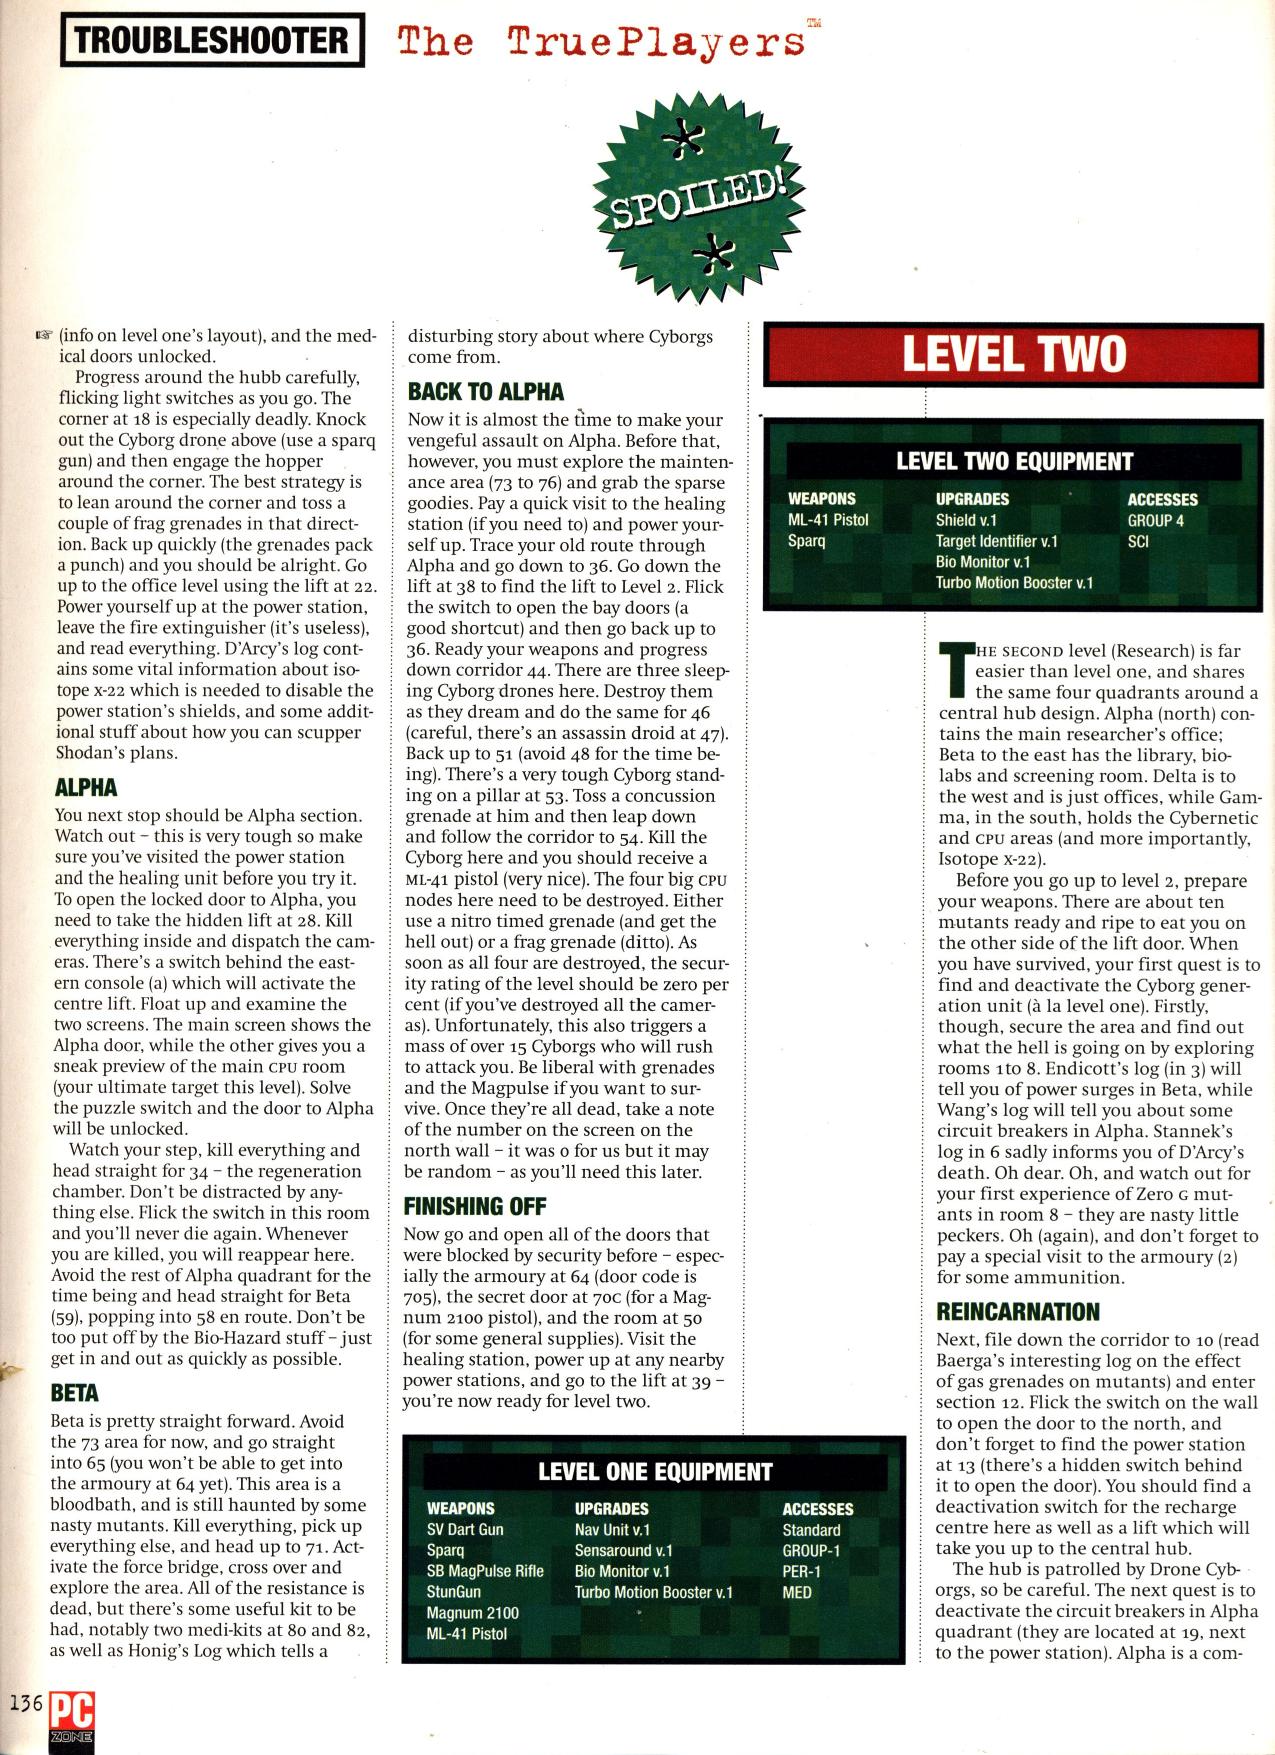 TROUBLESHOOTER
The TruePlayers™
* SPOILED! *
☞ (info on level one's layout), and the med-
ical doors unlocked.
Progress around the hubb carefully,
flicking light switches as you go. The
corner at 18 is especially deadly. Knock
out the Cyborg drone above (use a sparq
gun) and then engage the hopper
around the corner. The best strategy is
to lean around the corner and toss a
couple of frag grenades in that direct-
ion. Back up quickly (the grenades pack
a punch) and you should be alright. Go
up to the office level using the lift at 22.
Power yourself up at the power station,
leave the fire extinguisher (it's useless),
and read everything. D'Arcy's log cont-
ains some vital information about iso-
tope x-22 which is needed to disable the
power station's shields, and some addit-
ional stuff about how you can scupper
Shodan's plans.
ALPHA
You next stop should be Alpha section.
Watch out – this is very tough so make
sure you've visited the power station
and the healing unit before you try it.
To open the locked door to Alpha, you
need to take the hidden lift at 28. Kill
everything inside and dispatch the cam-
eras. There's a switch behind the east-
ern console (a) which will activate the
centre lift. Float up and examine the
two screens. The main screen shows the
Alpha door, while the other gives you a
sneak preview of the main CPU room
(your ultimate target this level). Solve
the puzzle switch and the door to Alpha
will be unlocked.
Watch your step, kill everything and
head straight for 34 – the regeneration
chamber. Don't be distracted by any-
thing else. Flick the switch in this room
and you'll never die again. Whenever
you are killed, you will reappear here.
Avoid the rest of Alpha quadrant for the
time being and head straight for Beta
(59), popping into 58 en route. Don't be
too put off by the Bio-Hazard stuff – just
get in and out as quickly as possible.
BETA
Beta is pretty straight forward. Avoid
the 73 area for now, and go straight
into 65 (you won't be able to get into
the armoury at 64 yet). This area is a
bloodbath, and is still haunted by some
nasty mutants. Kill everything, pick up
everything else, and head up to 71. Act-
ivate the force bridge, cross over and
explore the area. All of the resistance is
dead, but there's some useful kit to be
had, notably two medi-kits at 80 and 82,
as well as Honig's Log which tells a
disturbing story about where Cyborgs
come from.
BACK TO ALPHA
Now it is almost the time to make your
vengeful assault on Alpha. Before that,
however, you must explore the mainten-
ance area (73 to 76) and grab the sparse
goodies. Pay a quick visit to the healing
station (if you need to) and power your-
self up. Trace your old route through
Alpha and go down to 36. Go down the
lift at 38 to find the lift to Level 2. Flick
the switch to open the bay doors (a
good shortcut) and then go back up to
36. Ready your weapons and progress
down corridor 44. There are three sleep-
ing Cyborg drones here. Destroy them
as they dream and do the same for 46
(careful, there's an assassin droid at 47).
Back up to 51 (avoid 48 for the time be-
ing). There's a very tough Cyborg stand-
ing on a pillar at 53. Toss a concussion
grenade at him and then leap down
and follow the corridor to 54. Kill the
Cyborg here and you should receive a
ML-41 pistol (very nice). The four big CPU
nodes here need to be destroyed. Either
use a nitro timed grenade (and get the
hell out) or a frag grenade (ditto). As
soon as all four are destroyed, the secur-
ity rating of the level should be zero per
cent (if you've destroyed all the camer-
as). Unfortunately, this also triggers a
mass of over 15 Cyborgs who will rush
to attack you. Be liberal with grenades
and the Magpulse if you want to sur-
vive. Once they're all dead, take a note
of the number on the screen on the
north wall – it was 0 for us but it may
be random – as you'll need this later.
FINISHING OFF
Now go and open all of the doors that
were blocked by security before – espec-
ially the armoury at 64 (door code is
705), the secret door at 70c (for a Mag-
num 2100 pistol), and the room at 50
(for some general supplies). Visit the
healing station, power up at any nearby
power stations, and go to the lift at 39 –
you're now ready for level two.
LEVEL ONE EQUIPMENT
WEAPONS UPGRADES ACCESSES
SV Dart Gun Nav Unit v.1 Standard
Sparq Sensaround v.1 GROUP-1
SB MagPulse Rifle Bio Monitor v.1 PER-1
StunGun Turbo Motion Booster v.1 MED
Magnum 2100
ML-41 Pistol
LEVEL TWO
LEVEL TWO EQUIPMENT
WEAPONS UPGRADES ACCESSES
ML-41 Pistol Shield v.1 GROUP 4
Sparq Target Identifier v.1 SCI
Bio Monitor v.1
Turbo Motion Booster v.1
THE SECOND level (Research) is far
easier than level one, and shares
the same four quadrants around a
central hub design. Alpha (north) con-
tains the main researcher's office;
Beta to the east has the library, bio-
labs and screening room. Delta is to
the west and is just offices, while Gam-
ma, in the south, holds the Cybernetic
and CPU areas (and more importantly,
Isotope x-22).
Before you go up to level 2, prepare
your weapons. There are about ten
mutants ready and ripe to eat you on
the other side of the lift door. When
you have survived, your first quest is to
find and deactivate the Cyborg gener-
ation unit (à la level one). Firstly,
though, secure the area and find out
what the hell is going on by exploring
rooms 1to 8. Endicott's log (in 3) will
tell you of power surges in Beta, while
Wang's log will tell you about some
circuit breakers in Alpha. Stannek's
log in 6 sadly informs you of D'Arcy's
death. Oh dear. Oh, and watch out for
your first experience of Zero G mut-
ants in room 8 – they are nasty little
peckers. Oh (again), and don't forget to
pay a special visit to the armoury (2)
for some ammunition.
REINCARNATION
Next, file down the corridor to 10 (read
Baerga's interesting log on the effect
of gas grenades on mutants) and enter
section 12. Flick the switch on the wall
to open the door to the north, and
don't forget to find the power station
at 13 (there's a hidden switch behind
it to open the door). You should find a
deactivation switch for the recharge
centre here as well as a lift which will
take you up to the central hub.
The hub is patrolled by Drone Cyb-
orgs, so be careful. The next quest is to
deactivate the circuit breakers in Alpha
quadrant (they are located at 19, next
to the power station). Alpha is a com-
136 PC
ZONE